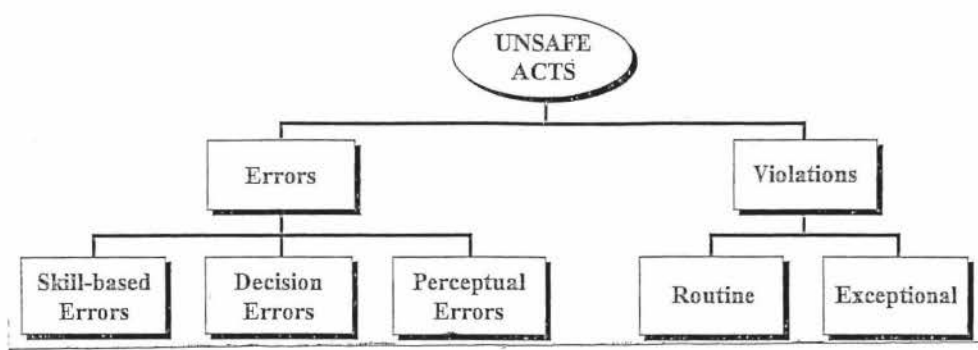 UNSAFE
ACTS
Errors
Violations
Skill-based
Errors
Decision
Errors
Perceptual
Errors
Routine
Exceptional